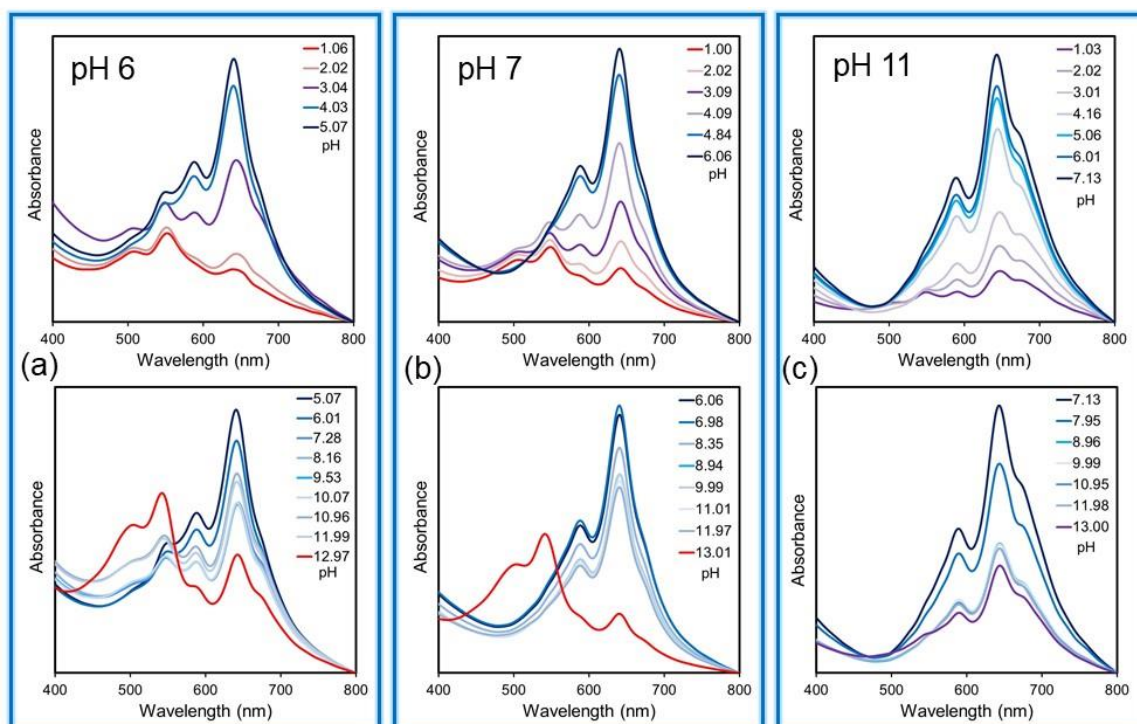 pH 6
1.06
2.02
3.04
4.03
5.07
pH
Absorbance
400 500 600 700 800
Wavelength (nm)
(a)
pH 7
1.00
2.02
3.09
4.09
4.84
6.06
pH
Absorbance
400 500 600 700 800
Wavelength (nm)
(b)
pH 11
1.03
2.02
3.01
4.16
5.06
6.01
7.13
pH
Absorbance
400 500 600 700 800
Wavelength (nm)
(c)
5.07
6.01
7.28
8.16
9.53
10.07
10.96
11.99
12.97
pH
Absorbance
400 500 600 700 800
Wavelength (nm)
6.06
6.98
8.35
8.94
9.99
11.01
11.97
13.01
pH
Absorbance
400 500 600 700 800
Wavelength (nm)
7.13
7.95
8.96
9.99
10.95
11.98
13.00
pH
Absorbance
400 500 600 700 800
Wavelength (nm)